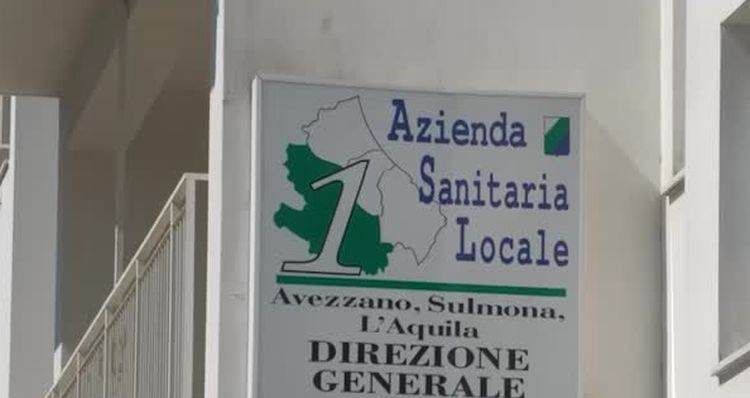 Azienda
Sanitaria
Locale
1
Avezzano, Sulmona,
L'Aquila
DIREZIONE
GENERALE